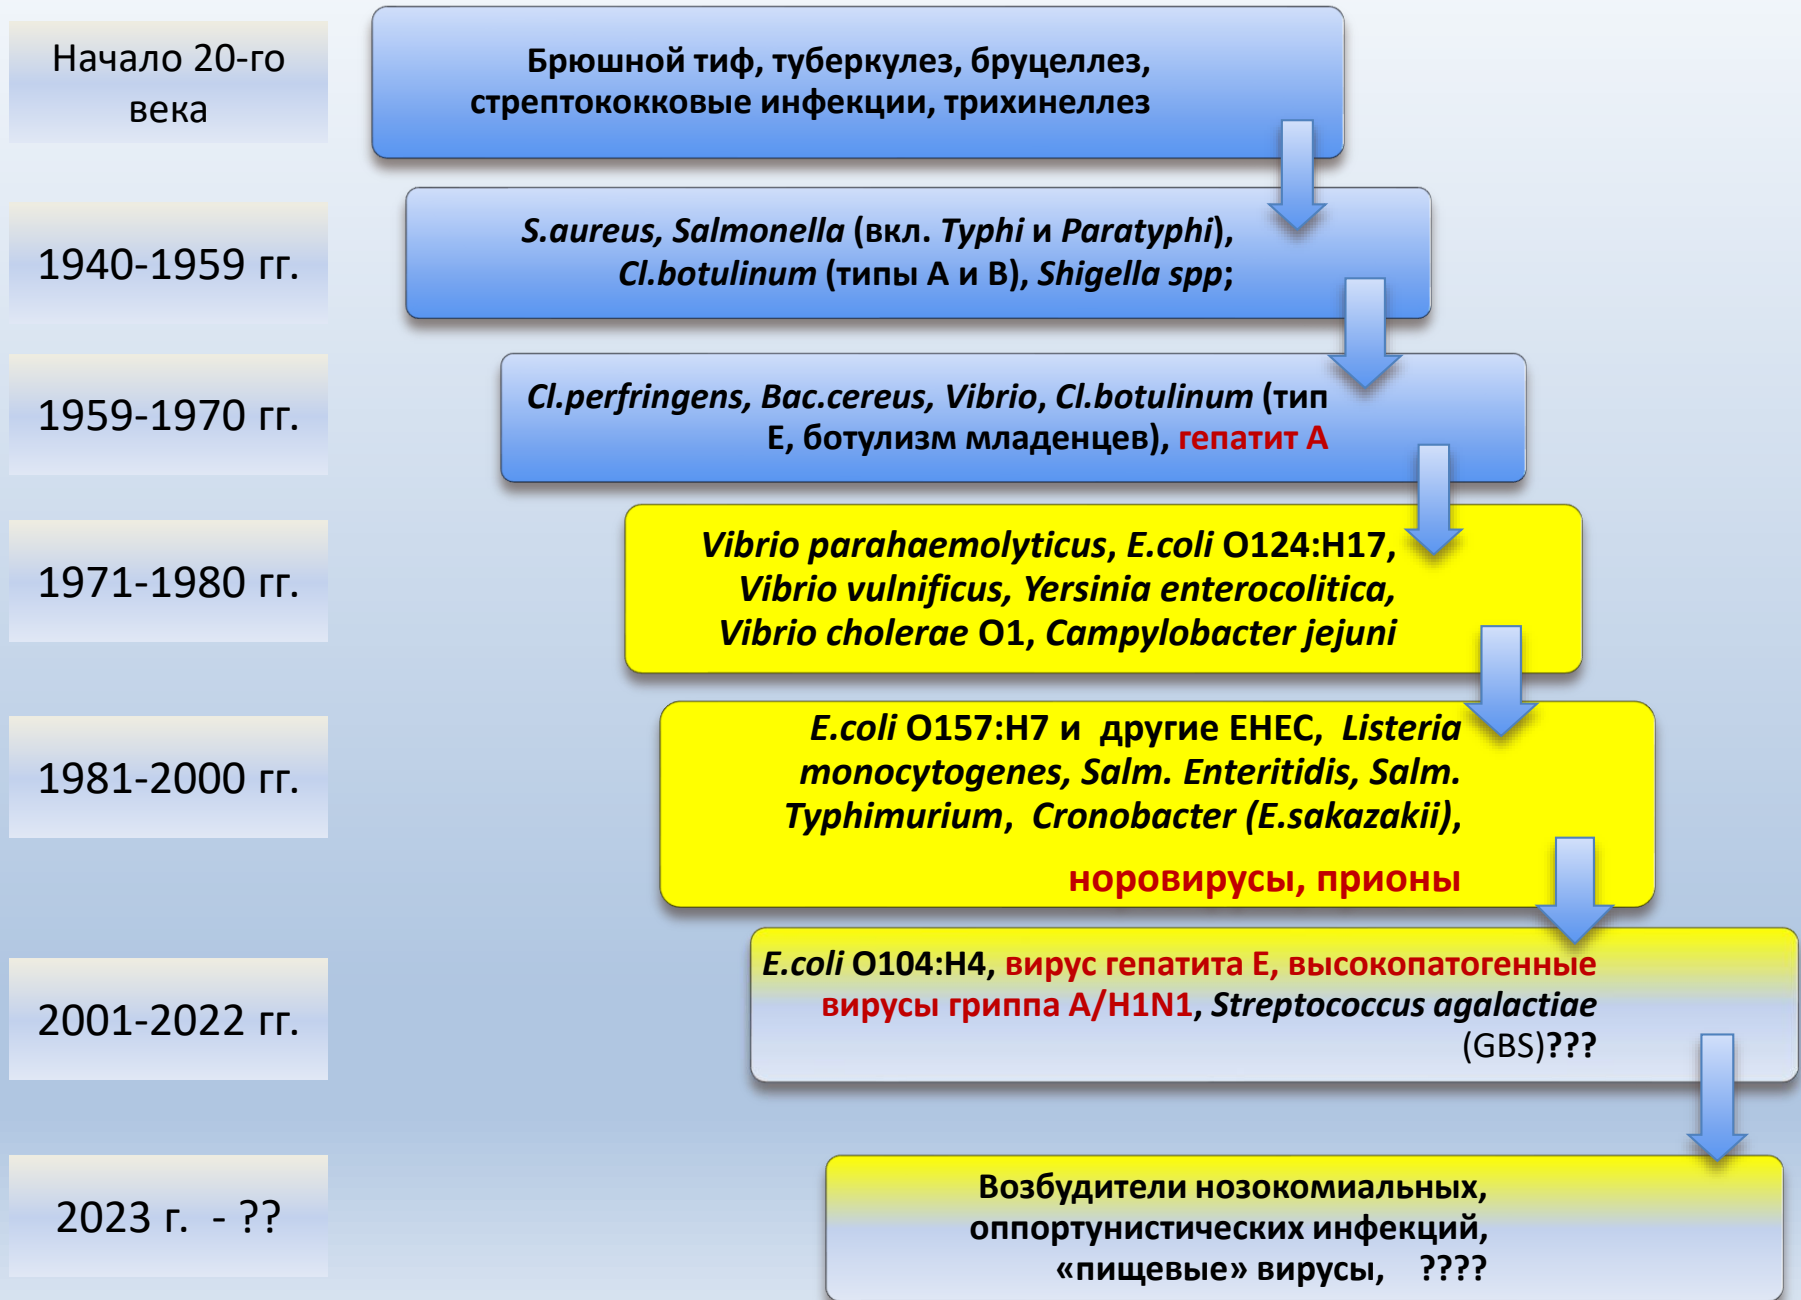 Начало 20-го
века
Брюшной тиф, туберкулез, бруцеллез,
стрептококковые инфекции, трихинеллез
1940-1959 гг.
S.aureus, Salmonella (вкл. Typhi и Paratyphi),
Cl.botulinum (типы А и В), Shigella spp;
1959-1970 гг.
Cl.perfringens, Bac.cereus, Vibrio, Cl.botulinum (тип
Е, ботулизм младенцев), гепатит А
1971-1980 гг.
Vibrio parahaemolyticus, E.coli O124:H17,
Vibrio vulnificus, Yersinia enterocolitica,
Vibrio cholerae O1, Campylobacter jejuni
1981-2000 гг.
E.coli O157:H7 и другие EHEC, Listeria
monocytogenes, Salm. Enteritidis, Salm.
Typhimurium, Cronobacter (E.sakazakii),
норовирусы, прионы
2001-2022 гг.
E.coli O104:H4, вирус гепатита Е, высокопатогенные
вирусы гриппа A/H1N1, Streptococcus agalactiae
(GBS)???
2023 г. - ??
Возбудители нозокомиальных,
оппортунистических инфекций,
«пищевые» вирусы, ????